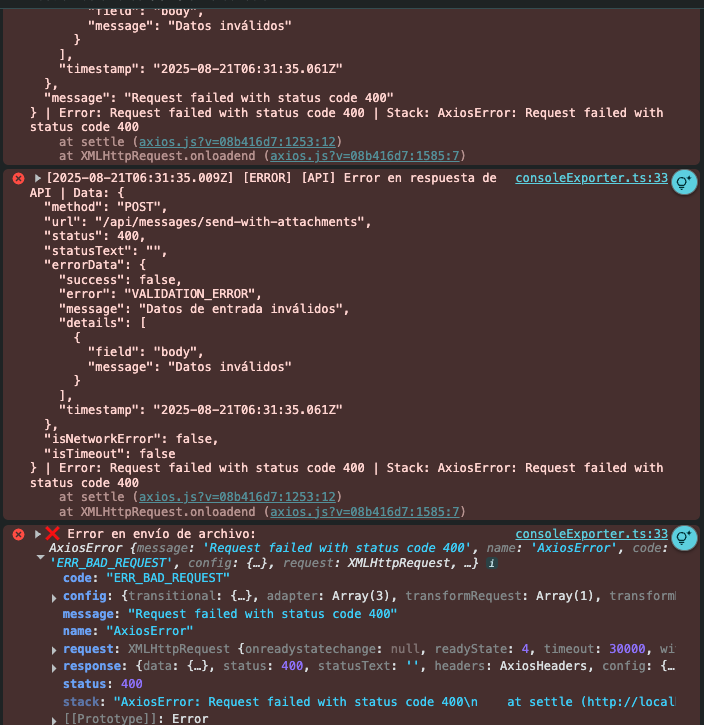 "field": "body",
"message": "Datos inválidos"
}
],
"timestamp": "2025-08-21T06:31:35.061Z"
},
"message": "Request failed with status code 400"
} | Error: Request failed with status code 400 | Stack: AxiosError: Request failed with
status code 400
at settle (axios.js?v=08b416d7:1253:12)
at XMLHttpRequest.onloadend (axios.js?v=08b416d7:1585:7)
[2025-08-21T06:31:35.009Z] [ERROR] [API] Error en respuesta de consoleExporter.ts:33
API | Data: {
"method": "POST",
"url": "/api/messages/send-with-attachments",
"status": 400,
"statusText": "",
"errorData": {
"success": false,
"error": "VALIDATION_ERROR",
"message": "Datos de entrada inválidos",
"details": [
{
"field": "body",
"message": "Datos inválidos"
}
],
"timestamp": "2025-08-21T06:31:35.061Z"
},
"isNetworkError": false,
"isTimeout": false
} | Error: Request failed with status code 400 | Stack: AxiosError: Request failed with
status code 400
at settle (axios.js?v=08b416d7:1253:12)
at XMLHttpRequest.onloadend (axios.js?v=08b416d7:1585:7)
❌ Error en envío de archivo: consoleExporter.ts:33
AxiosError {message: 'Request failed with status code 400', name: 'AxiosError', code:
'ERR_BAD_REQUEST', config: {…}, request: XMLHttpRequest, …} i
code: "ERR_BAD_REQUEST"
config: {transitional: {…}, adapter: Array(3), transformRequest: Array(1), transform
message: "Request failed with status code 400"
name: "AxiosError"
request: XMLHttpRequest {onreadystatechange: null, readyState: 4, timeout: 30000, wi
response: {data: {…}, status: 400, statusText: '', headers: AxiosHeaders, config: {…
status: 400
stack: "AxiosError: Request failed with status code 400\n at settle (http://local
[[Prototype]]: Error